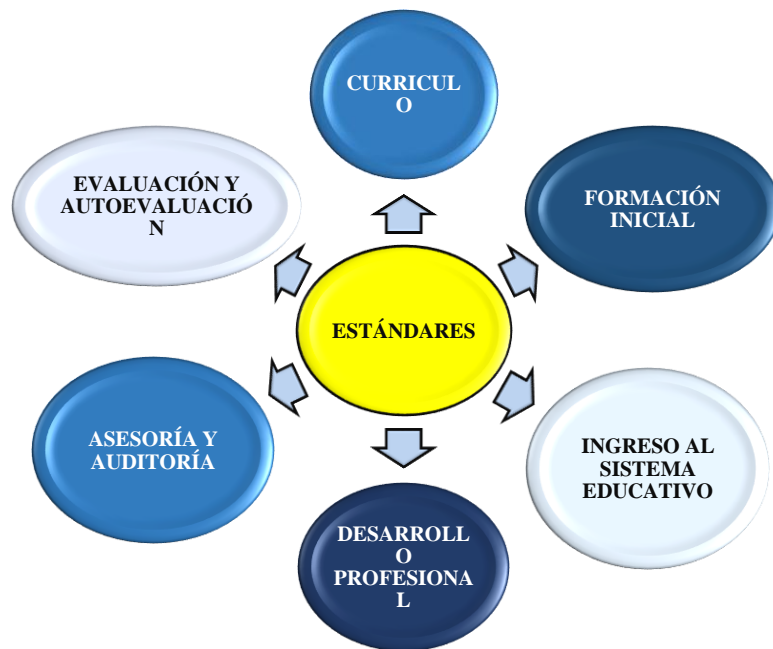 CURRICUL
O
EVALUACIÓN Y
AUTOEVALUACIÓ
N
FORMACIÓN
INICIAL
ESTÁNDARES
ASESORÍA Y
AUDITORÍA
INGRESO AL
SISTEMA
EDUCATIVO
DESARROLL
O
PROFESIONA
L